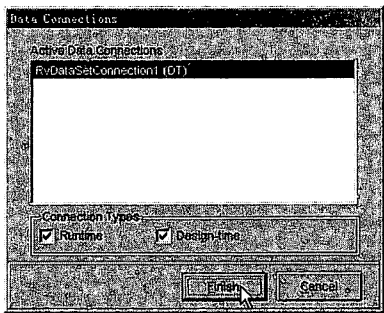 Data Connections
Active Data Connections
RvDataSetConnection1 (DT)
Connection Types
Runtime Design-time
Finish Cancel